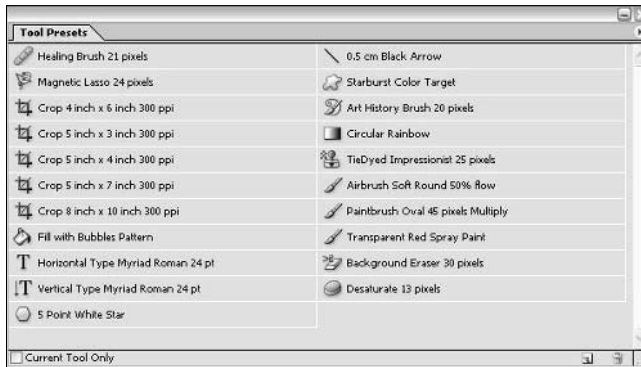 Tool Presets
Healing Brush 21 pixels
Magnetic Lasso 24 pixels
Crop 4 inch x 6 inch 300 ppi
Crop 5 inch x 3 inch 300 ppi
Crop 5 inch x 4 inch 300 ppi
Crop 5 inch x 7 inch 300 ppi
Crop 8 inch x 10 inch 300 ppi
Fill with Bubbles Pattern
Horizontal Type Myriad Roman 24 pt
Vertical Type Myriad Roman 24 pt
5 Point White Star
0.5 cm Black Arrow
Starburst Color Target
Art History Brush 20 pixels
Circular Rainbow
TieDyed Impressionist 25 pixels
Airbrush Soft Round 50% flow
Paintbrush Oval 45 pixels Multiply
Transparent Red Spray Paint
Background Eraser 30 pixels
Desaturate 13 pixels
Current Tool Only